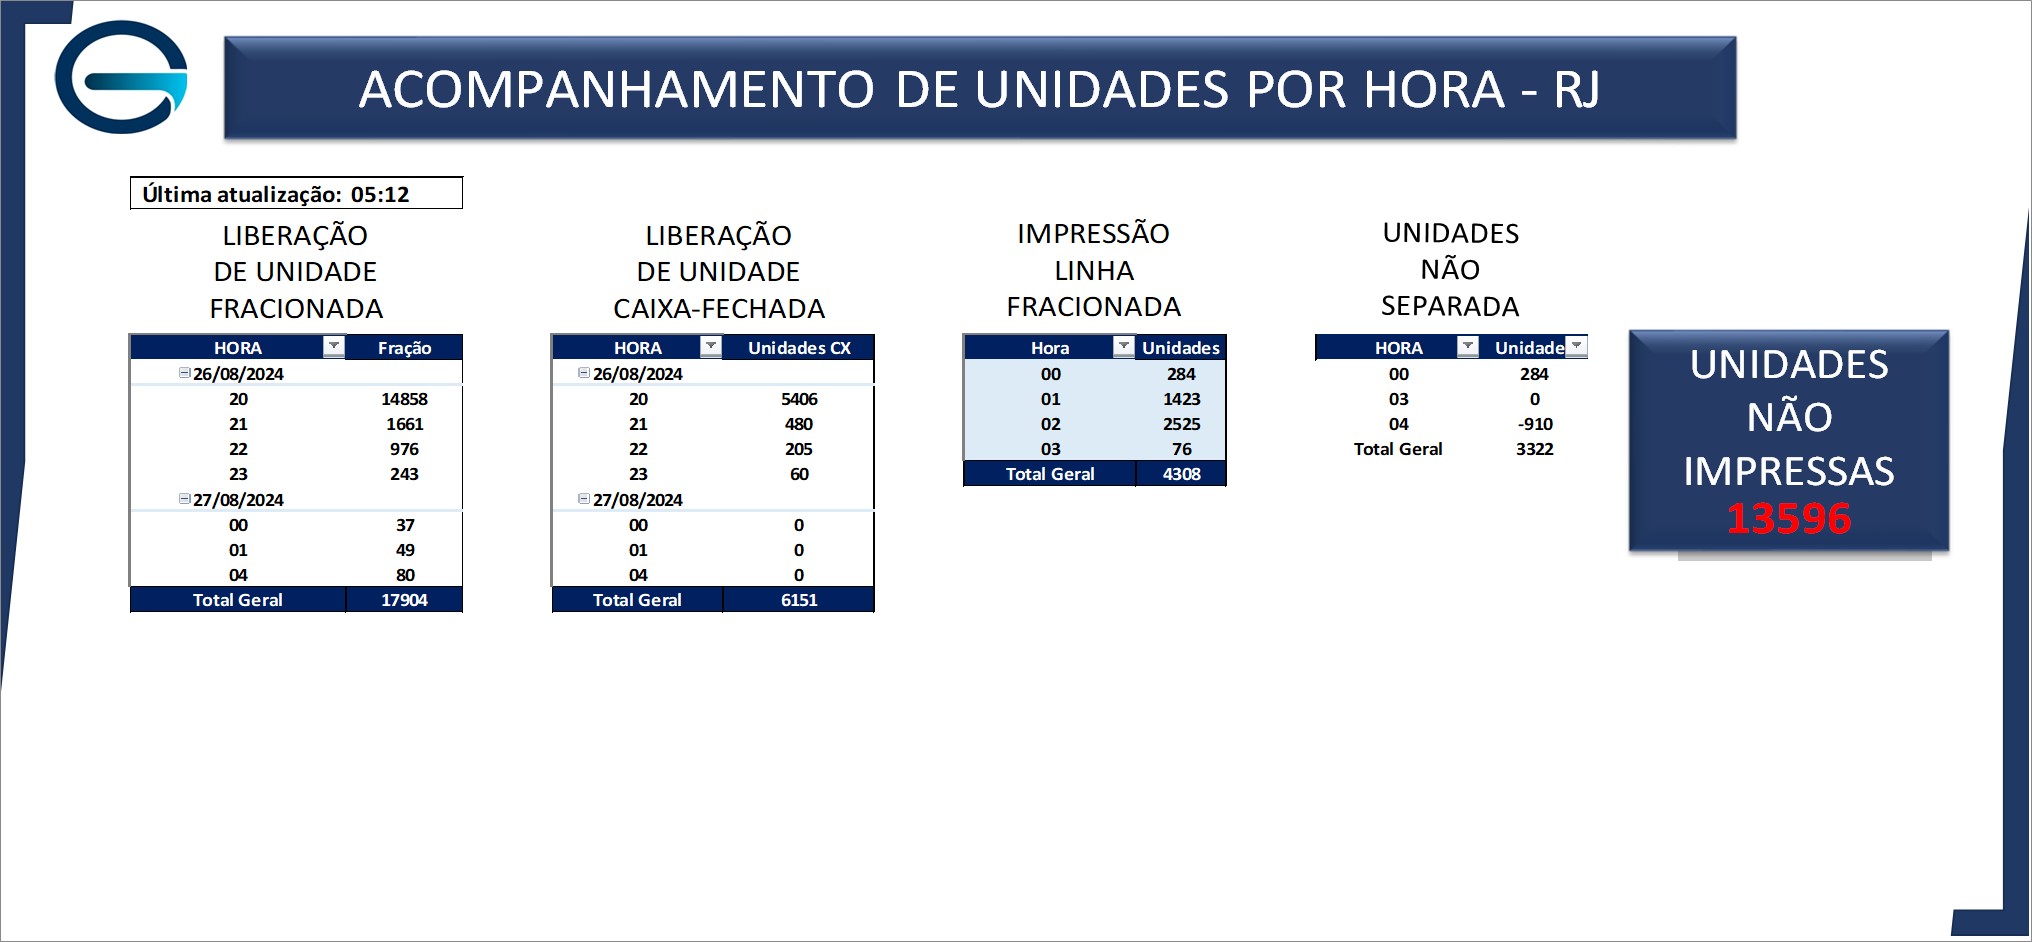 ACOMPANHAMENTO DE UNIDADES POR HORA - RJ
Última atualização: 05:12
LIBERAÇÃO
DE UNIDADE
FRACIONADA
HORA Fração
26/08/2024
20 14858
21 1661
22 976
23 243
27/08/2024
00 37
01 49
04 80
Total Geral 17904
LIBERAÇÃO
DE UNIDADE
CAIXA-FECHADA
HORA Unidades CX
26/08/2024
20 5406
21 480
22 205
23 60
27/08/2024
00 0
01 0
04 0
Total Geral 6151
IMPRESSÃO
LINHA
FRACIONADA
Hora Unidades
00 284
01 1423
02 2525
03 76
Total Geral 4308
UNIDADES
NÃO
SEPARADA
HORA Unidade
00 284
03 0
04 -910
Total Geral 3322
UNIDADES
NÃO
IMPRESSAS
13596